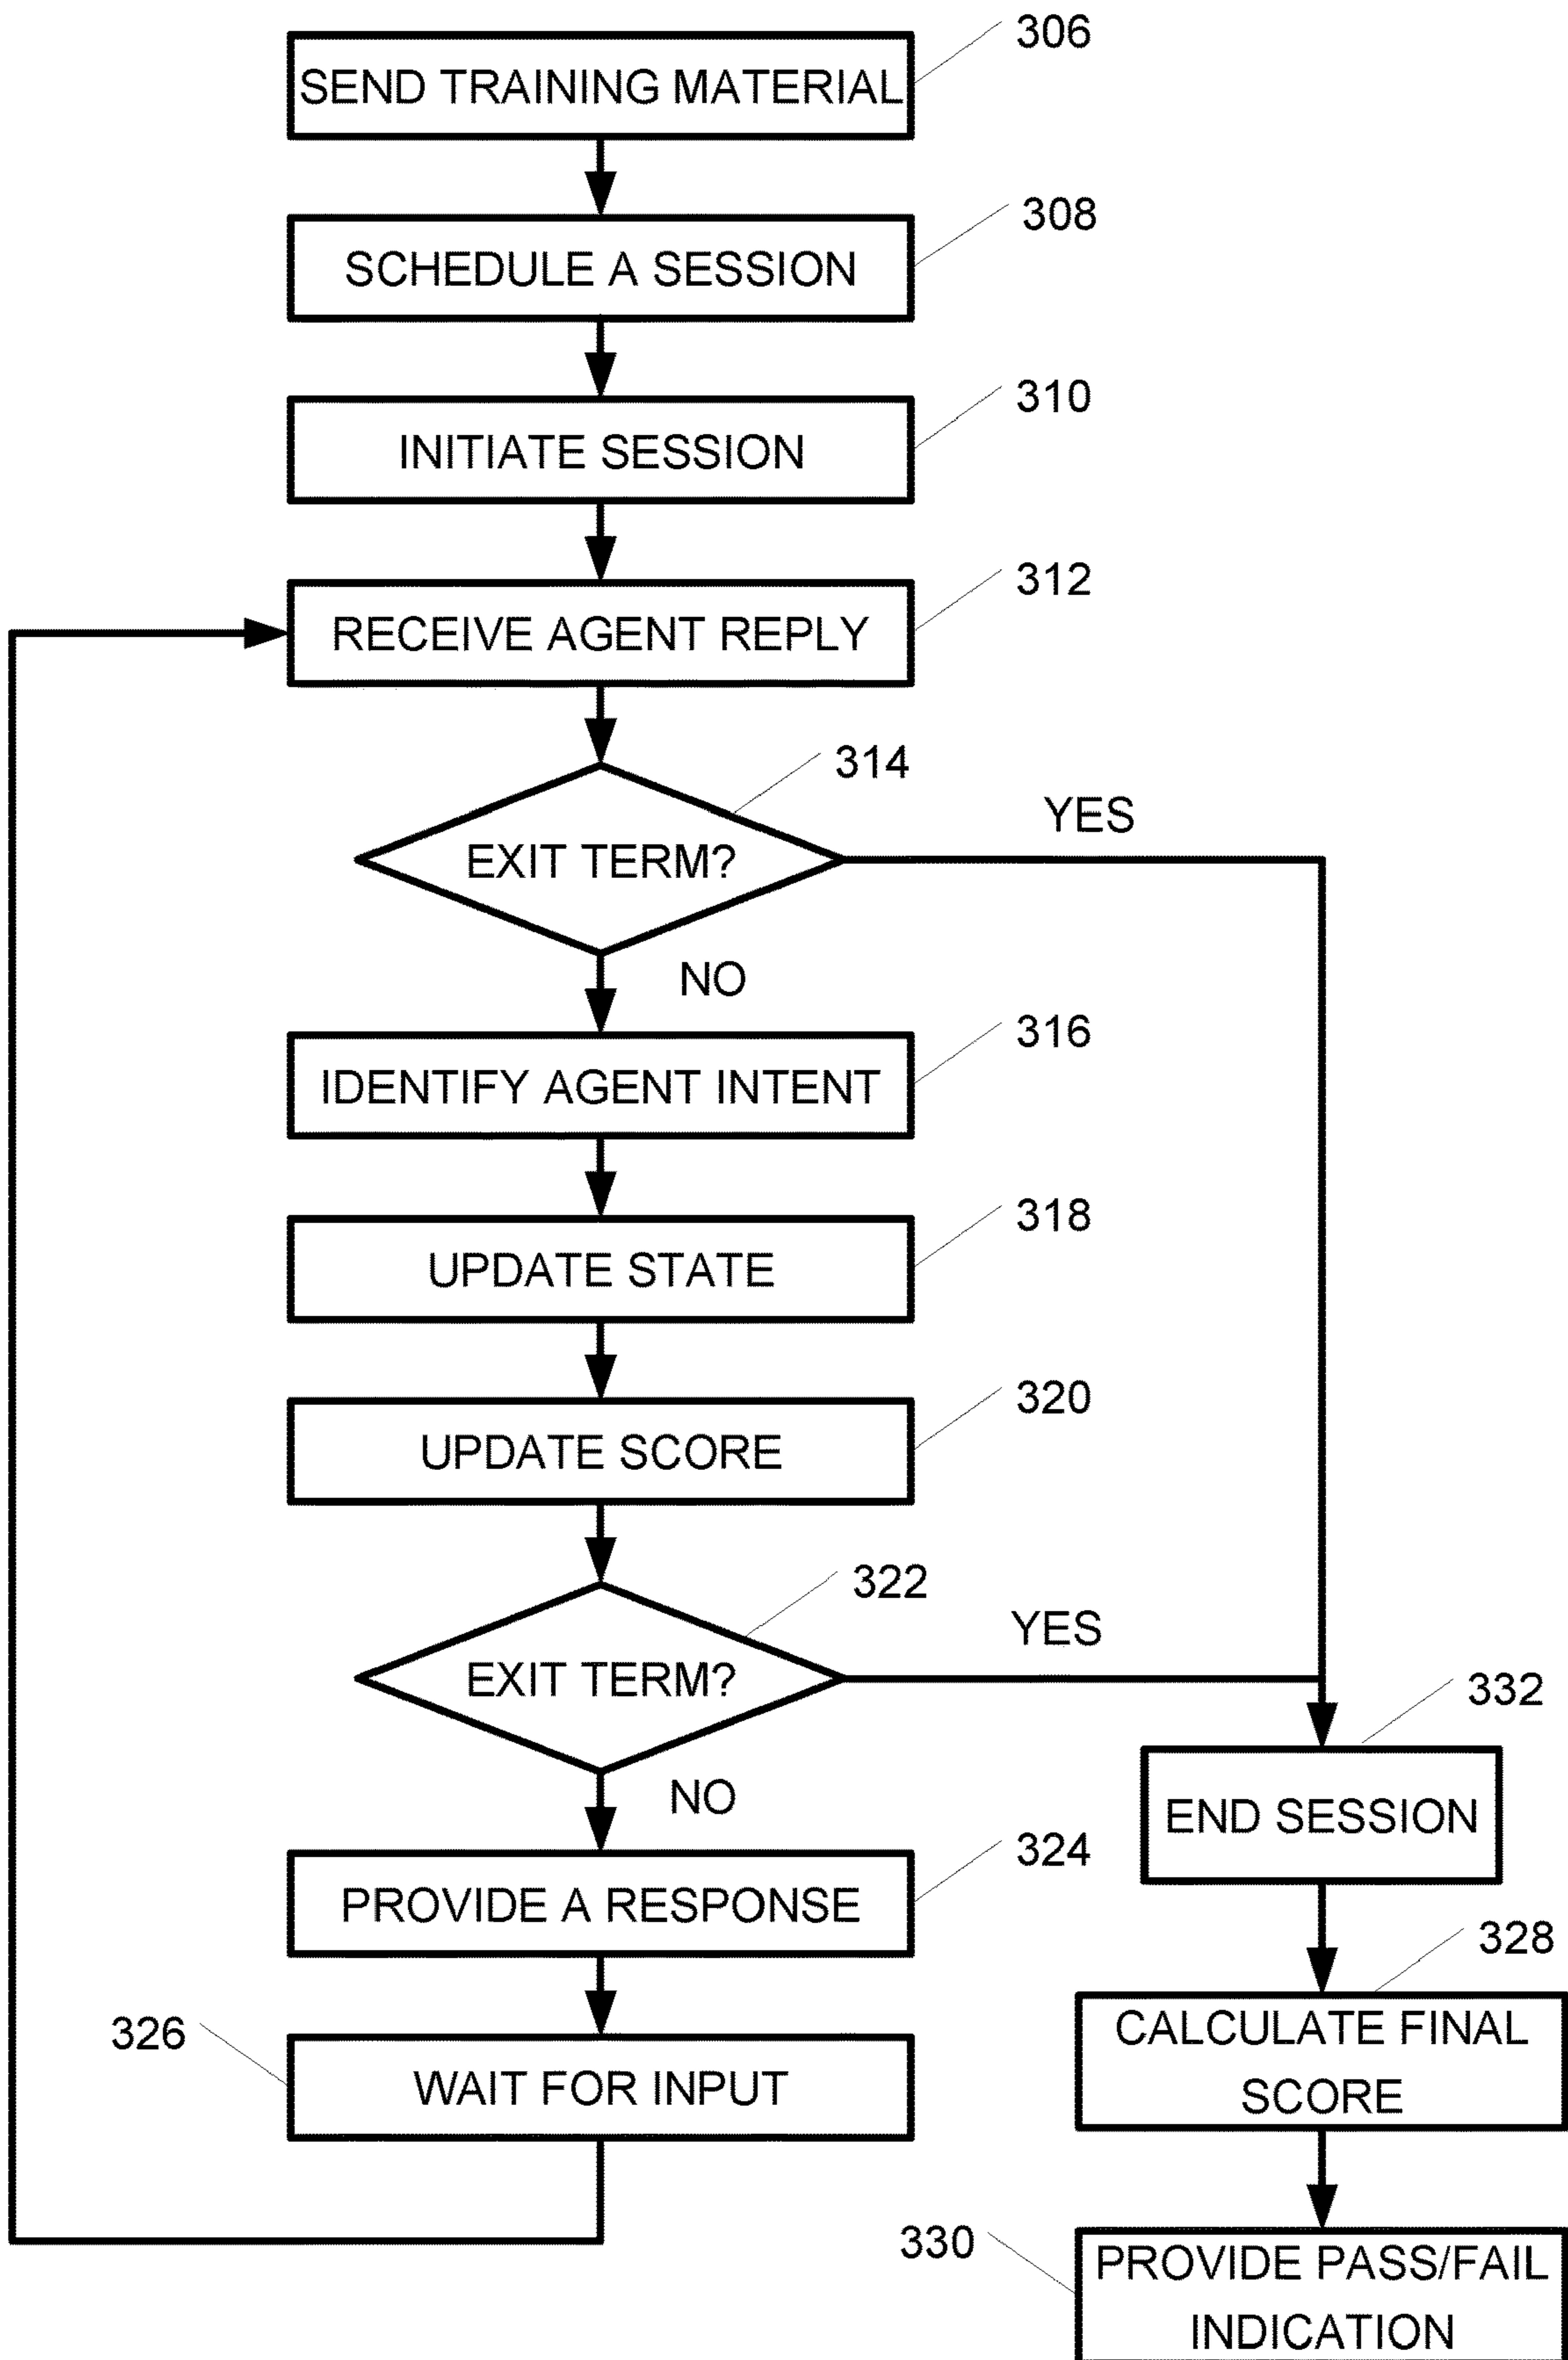 306
SEND TRAINING MATERIAL
308
SCHEDULE A SESSION
310
INITIATE SESSION
312
RECEIVE AGENT REPLY
314
EXIT TERM?
YES
NO
316
IDENTIFY AGENT INTENT
318
UPDATE STATE
320
UPDATE SCORE
322
EXIT TERM?
YES
NO
324
PROVIDE A RESPONSE
326
WAIT FOR INPUT
332
END SESSION
328
CALCULATE FINAL
SCORE
330
PROVIDE PASS/FAIL
INDICATION